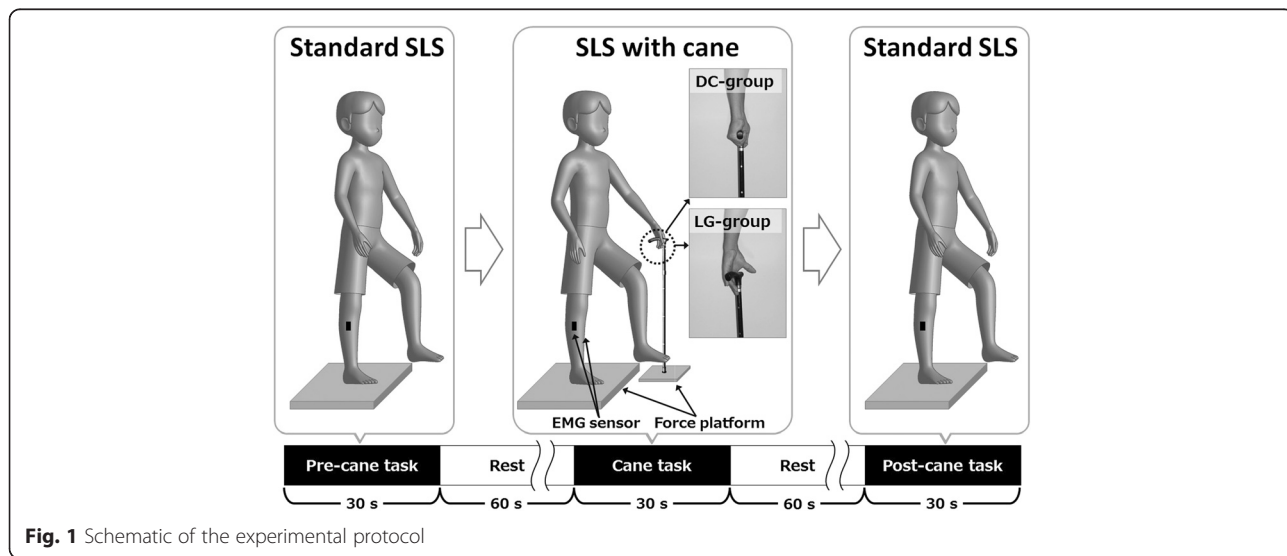 Standard SLS
SLS with cane
Standard SLS
DC-group
LG-group
EMG sensor
Force platform
Pre-cane task
Rest
Cane task
Rest
Post-cane task
30 s
60 s
30 s
60 s
30 s
Fig. 1 Schematic of the experimental protocol